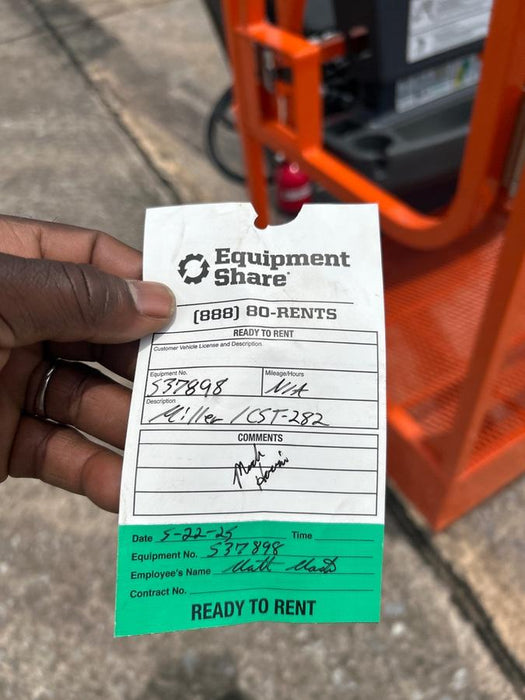 Equipment
Share
(888) 80-RENTS
READY TO RENT
Customer Vehicle License and Description
Equipment No.
Mileage/Hours
537898
N/A
Description
Miller / CST-282
COMMENTS
Date 5-22-25 Time
Equipment No. 537898
Employee's Name Matt
Contract No.
READY TO RENT